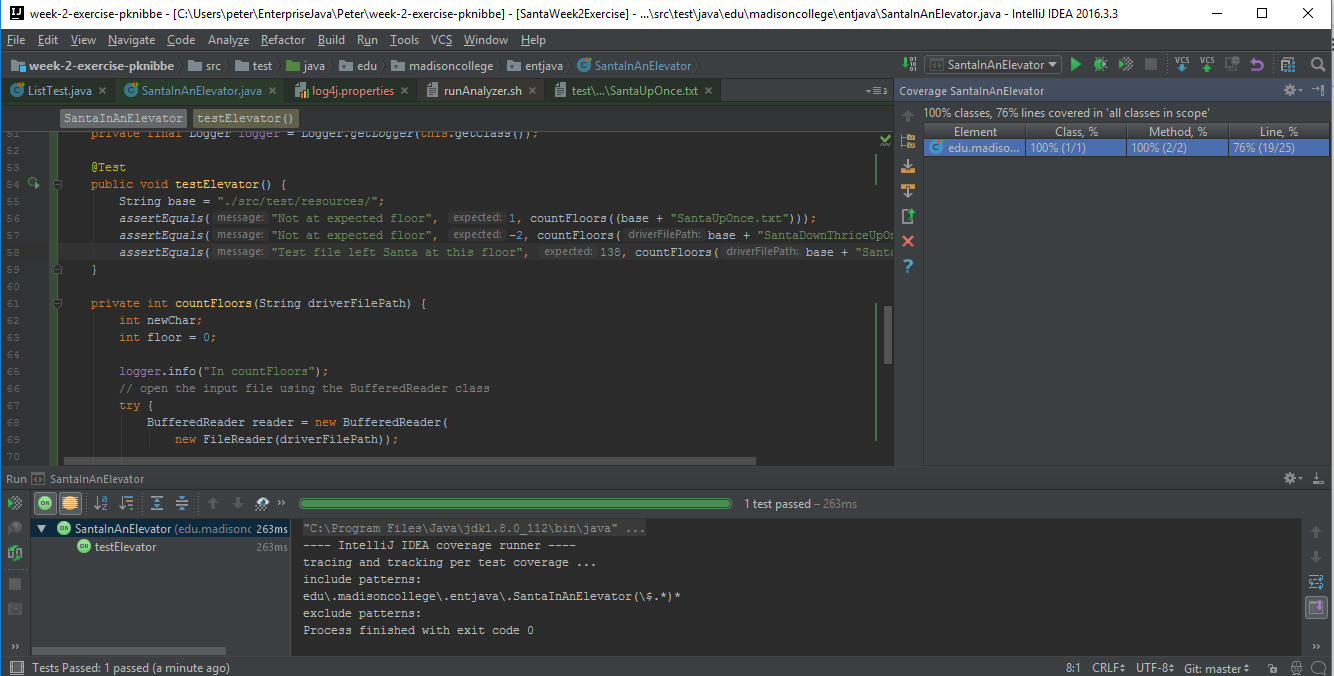 week-2-exercise-pknibbe - [C:\Users\peter\EnterpriseJava\Peter\week-2-exercise-pknibbe] - [SantaWeek2Exercise] - ...\src\test\java\edu\madisoncollege\entjava\SantaInAnElevator.java - IntelliJ IDEA 2016.3.3
File Edit View Navigate Code Analyze Refactor Build Run Tools VCS Window Help
week-2-exercise-pknibbe src test java edu madisoncollege entjava SantaInAnElevator
SantaInAnElevator
VCS VCS
ListTest.java SantaInAnElevator.java log4j.properties runAnalyzer.sh test\...\SantaUpOnce.txt
SantaInAnElevator testElevator()
51 private final Logger logger = Logger.getLogger(this.getClass());
52
53 @Test
54 public void testElevator() {
55 String base = "./src/test/resources/";
56 assertEquals( message: "Not at expected floor", expected: 1, countFloors((base + "SantaUpOnce.txt")));
57 assertEquals( message: "Not at expected floor", expected: -2, countFloors( driverFilePath: base + "SantaDownThriceUpOn
58 assertEquals( message: "Test file left Santa at this floor", expected: 138, countFloors( driverFilePath: base + "Santa
59 }
60
61 private int countFloors(String driverFilePath) {
62 int newChar;
63 int floor = 0;
64
65 logger.info("In countFloors");
66 // open the input file using the BufferedReader class
67 try {
68 BufferedReader reader = new BufferedReader(
69 new FileReader(driverFilePath));
70
Coverage SantaInAnElevator
100% classes, 76% lines covered in 'all classes in scope'
Element Class, % Method, % Line, %
edu.madiso... 100% (1/1) 100% (2/2) 76% (19/25)
Run SantaInAnElevator
1 test passed – 263ms
SantaInAnElevator (edu.madisonc 263ms
testElevator 263ms
"C:\Program Files\Java\jdk1.8.0_112\bin\java" ...
---- IntelliJ IDEA coverage runner ----
tracing and tracking per test coverage ...
include patterns:
edu\.madisoncollege\.entjava\.SantaInAnElevator(\$.*)*
exclude patterns:
Process finished with exit code 0
Tests Passed: 1 passed (a minute ago)
8:1 CRLF UTF-8 Git: master